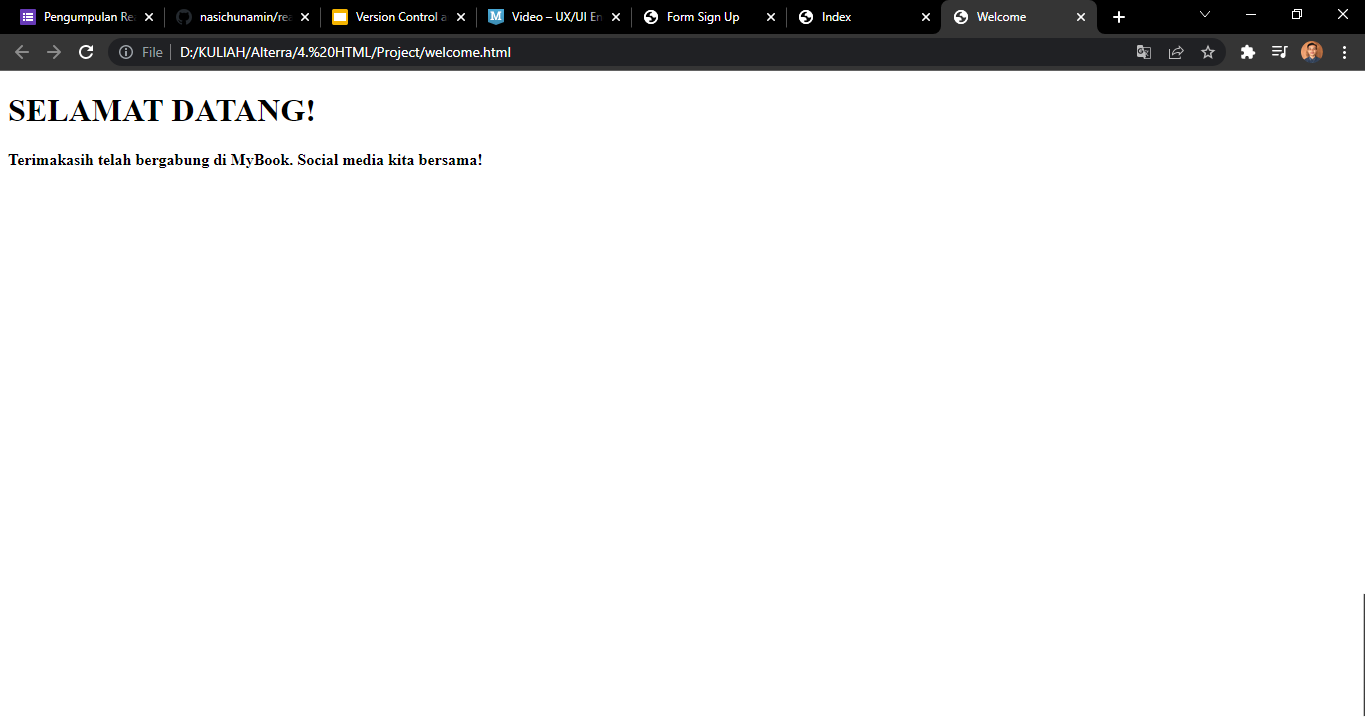 Pengumpulan Re
nasichunamin/rea
Version Control a
Video – UX/UI En
Form Sign Up
Index
Welcome
File
D:/KULIAH/Alterra/4.%20HTML/Project/welcome.html
SELAMAT DATANG!
Terimakasih telah bergabung di MyBook. Social media kita bersama!